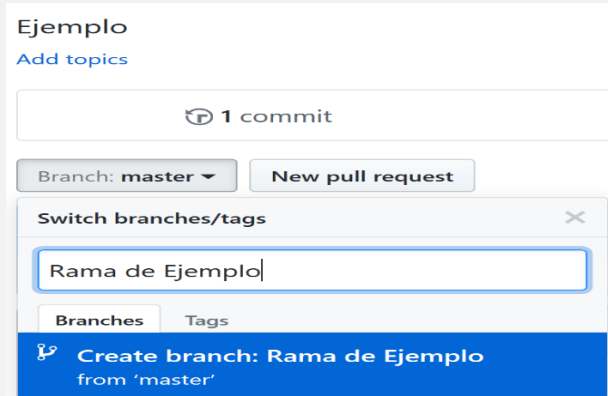 Ejemplo
Add topics
1 commit
Branch: master
New pull request
Switch branches/tags
Rama de Ejemplo
Branches
Tags
Create branch: Rama de Ejemplo
from ‘master’